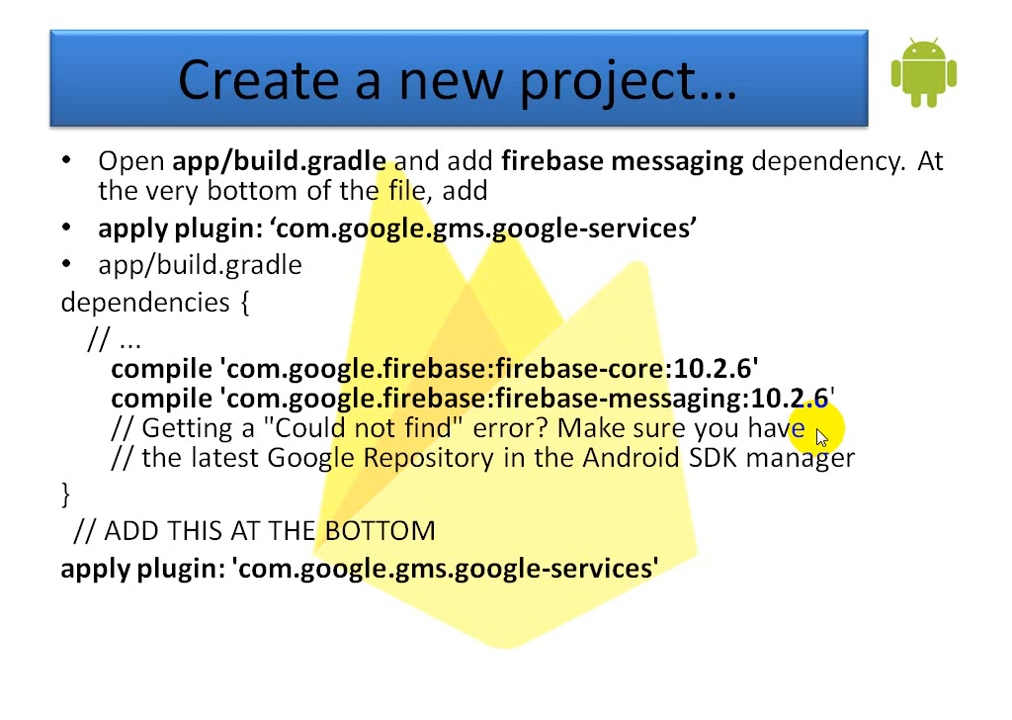 Create a new project...
• Open app/build.gradle and add firebase messaging dependency. At
the very bottom of the file, add
• apply plugin: ‘com.google.gms.google-services’
• app/build.gradle
dependencies {
// ...
compile 'com.google.firebase:firebase-core:10.2.6'
compile 'com.google.firebase:firebase-messaging:10.2.6'
// Getting a "Could not find" error? Make sure you have
// the latest Google Repository in the Android SDK manager
}
// ADD THIS AT THE BOTTOM
apply plugin: 'com.google.gms.google-services'